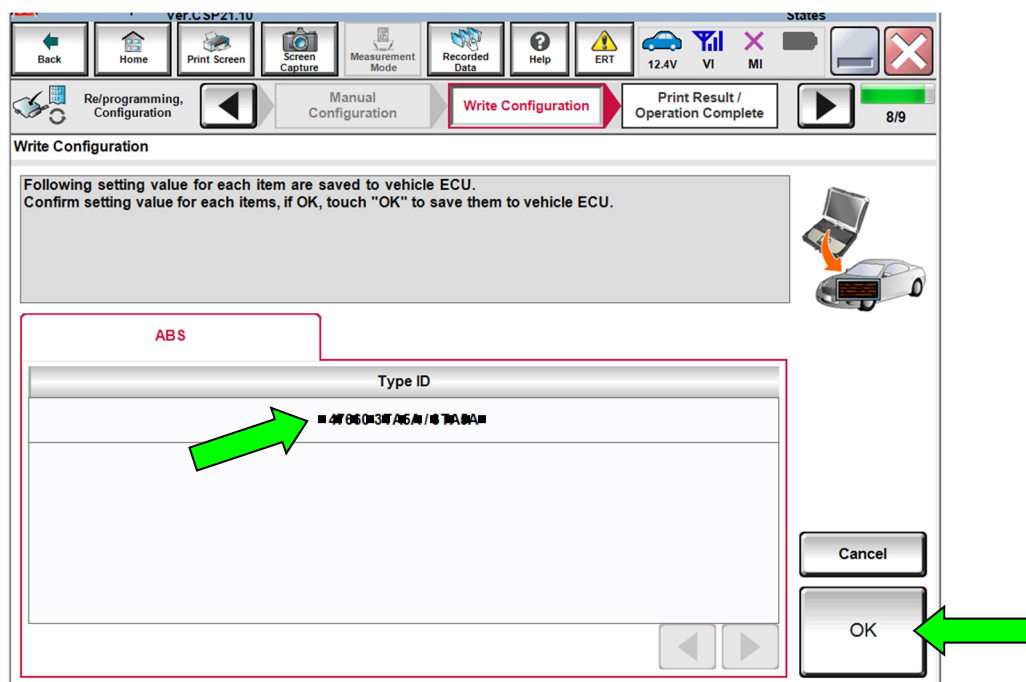 Ver.CSP21.10 States
Back
Home
Print Screen
Screen Capture
Measurement Mode
Recorded Data
Help
ERT
12.4V
VI
MI
Re/programming, Configuration
Manual Configuration
Write Configuration
Print Result / Operation Complete
8/9
Write Configuration
Following setting value for each item are saved to vehicle ECU.
Confirm setting value for each items, if OK, touch "OK" to save them to vehicle ECU.
ABS
Type ID
Cancel
OK